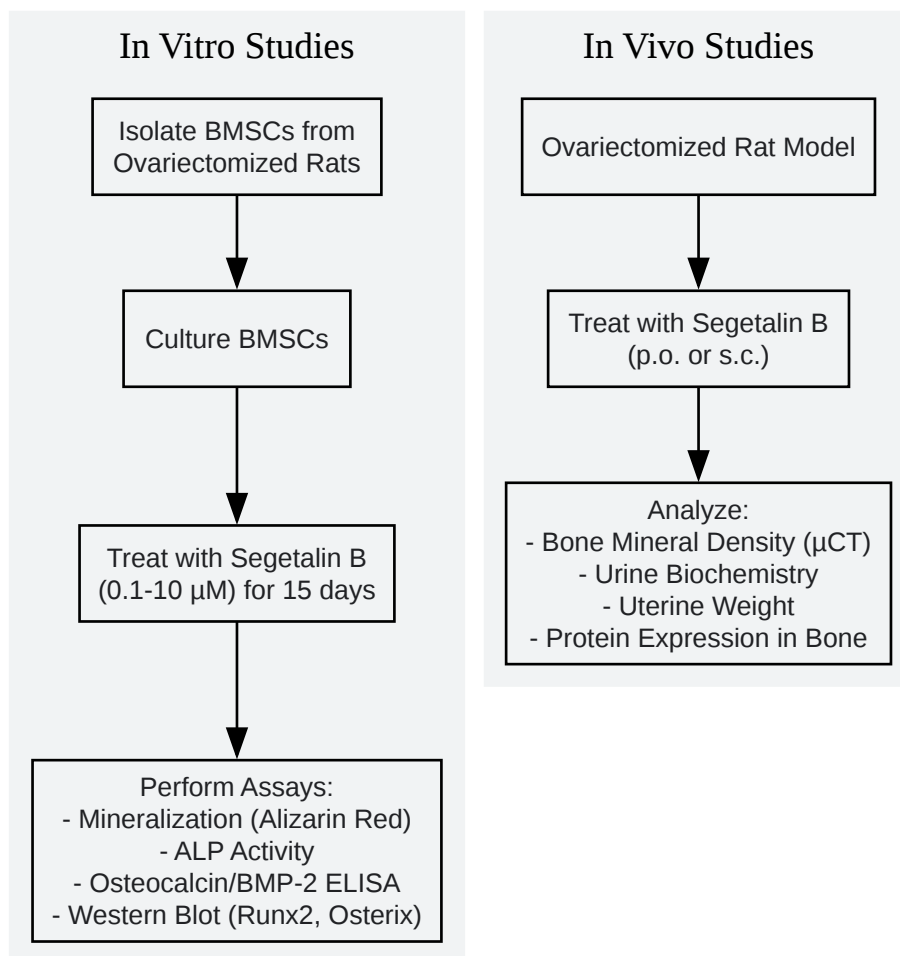 In Vitro Studies
Isolate BMSCs from
Ovariectomized Rats
Culture BMSCs
Treat with Segetalin B
(0.1-10 µM) for 15 days
Perform Assays:
- Mineralization (Alizarin Red)
- ALP Activity
- Osteocalcin/BMP-2 ELISA
- Western Blot (Runx2, Osterix)
In Vivo Studies
Ovariectomized Rat Model
Treat with Segetalin B
(p.o. or s.c.)
Analyze:
- Bone Mineral Density (µCT)
- Urine Biochemistry
- Uterine Weight
- Protein Expression in Bone